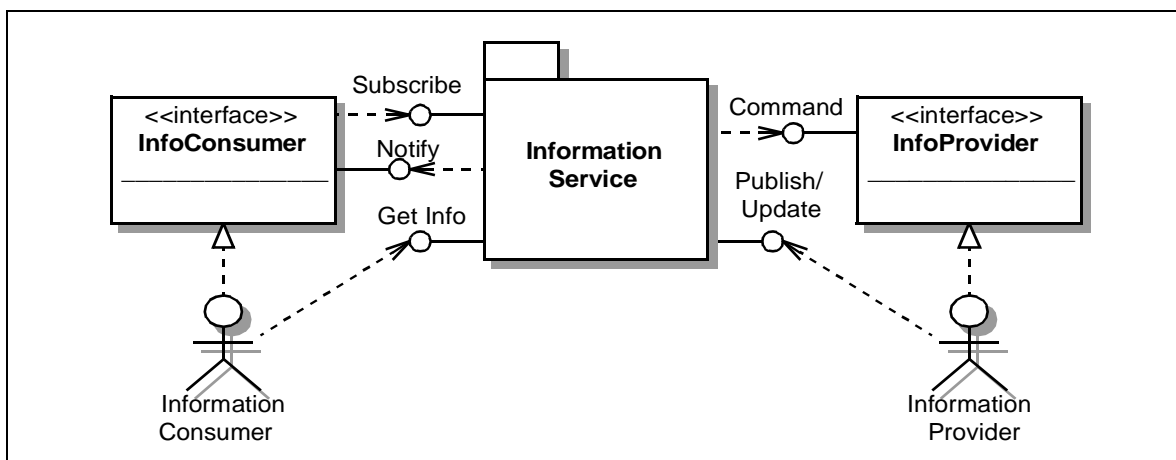 Subscribe
<<interface>>
InfoConsumer
Notify
Get Info
Information
Service
Command
Publish/
Update
<<interface>>
InfoProvider
Information
Consumer
Information
Provider